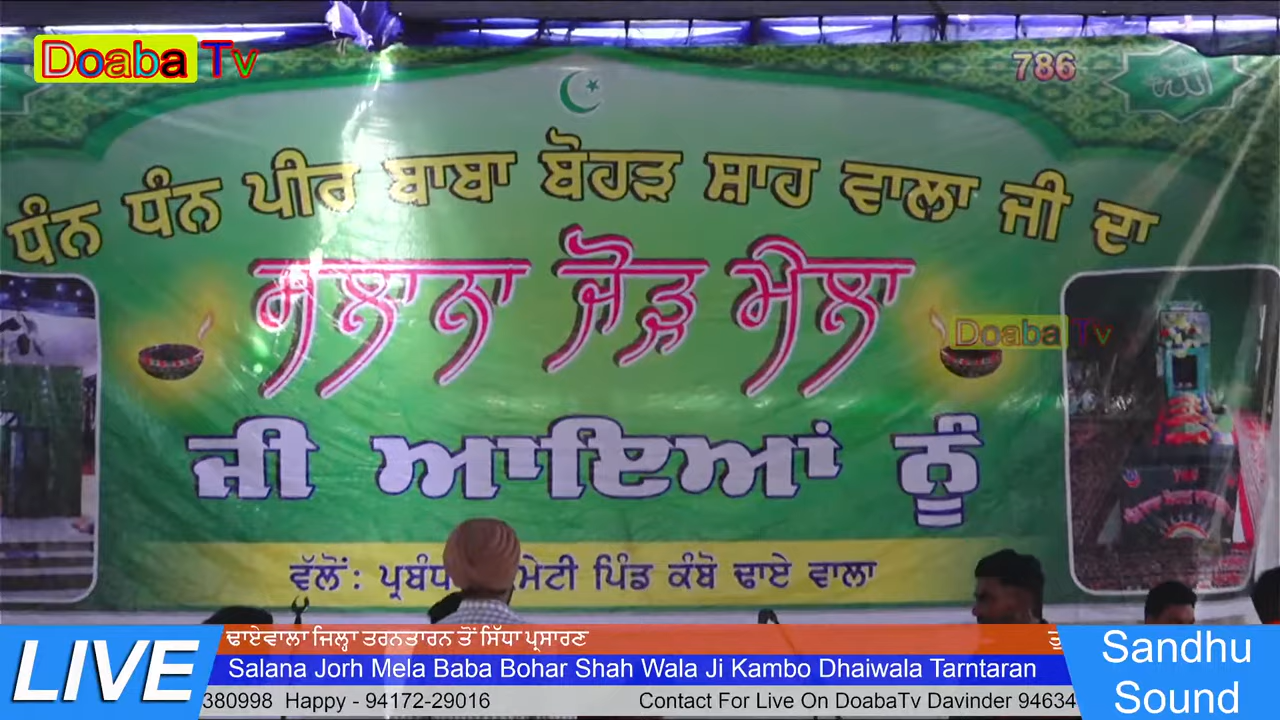 Doaba Tv
786
ਧੰਨ ਧੰਨ ਪੀਰ ਬਾਬਾ ਬੋਹੜ ਸ਼ਾਹ ਵਾਲਾ ਜੀ ਦਾ
ਸਲਾਨਾ ਜੋੜ ਮੇਲਾ
Doaba Tv
ਜੀ ਆਇਆਂ ਨੂੰ
ਵੱਲੋਂ: ਪ੍ਰਬੰਧ ਮੇਟੀ ਪਿੰਡ ਕੰਬੋ ਢਾਏ ਵਾਲਾ
ਢਾਏਵਾਲਾ ਜਿਲ੍ਹਾ ਤਰਨਤਾਰਨ ਤੋਂ ਸਿੱਧਾ ਪ੍ਰਸਾਰਣ
LIVE
Salana Jorh Mela Baba Bohar Shah Wala Ji Kambo Dhaiwala Tarntaran
380998 Happy - 94172-29016 Contact For Live On DoabaTv Davinder 94634
Sandhu
Sound